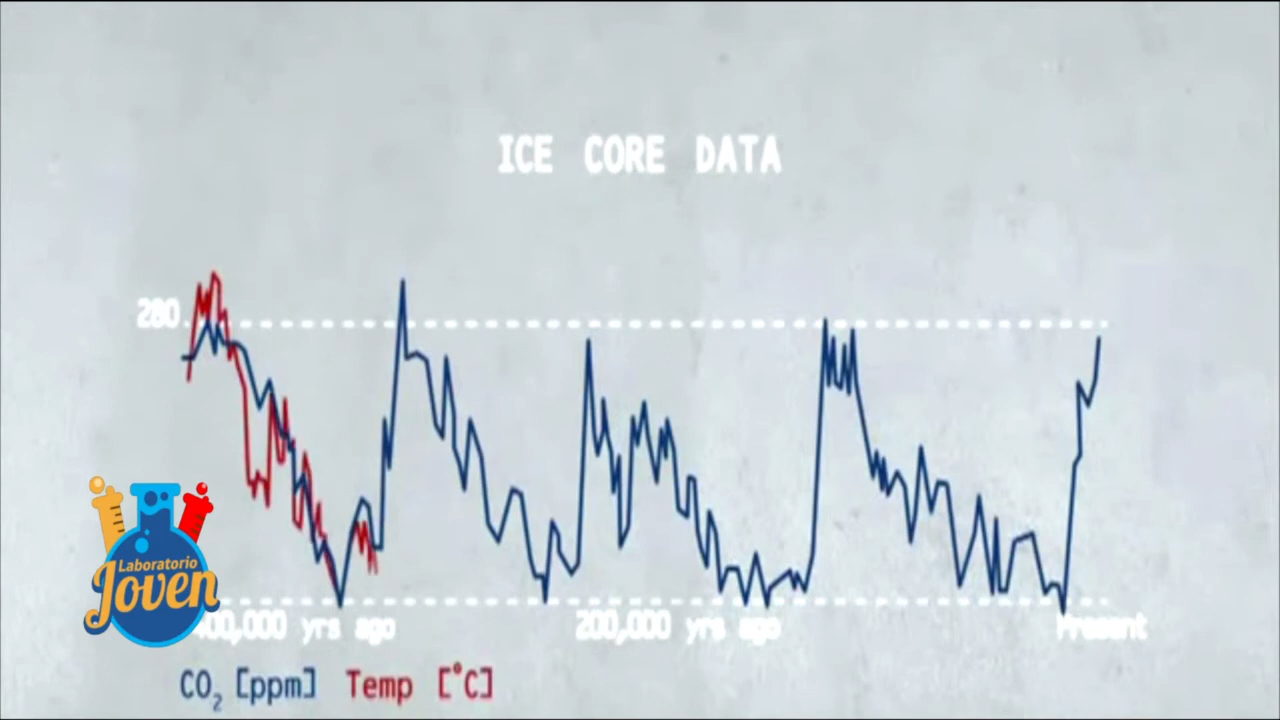 ICE CORE DATA
280
400,000 yrs ago 200,000 yrs ago Present
Laboratorio
Joven
CO₂ [ppm] Temp [°C]